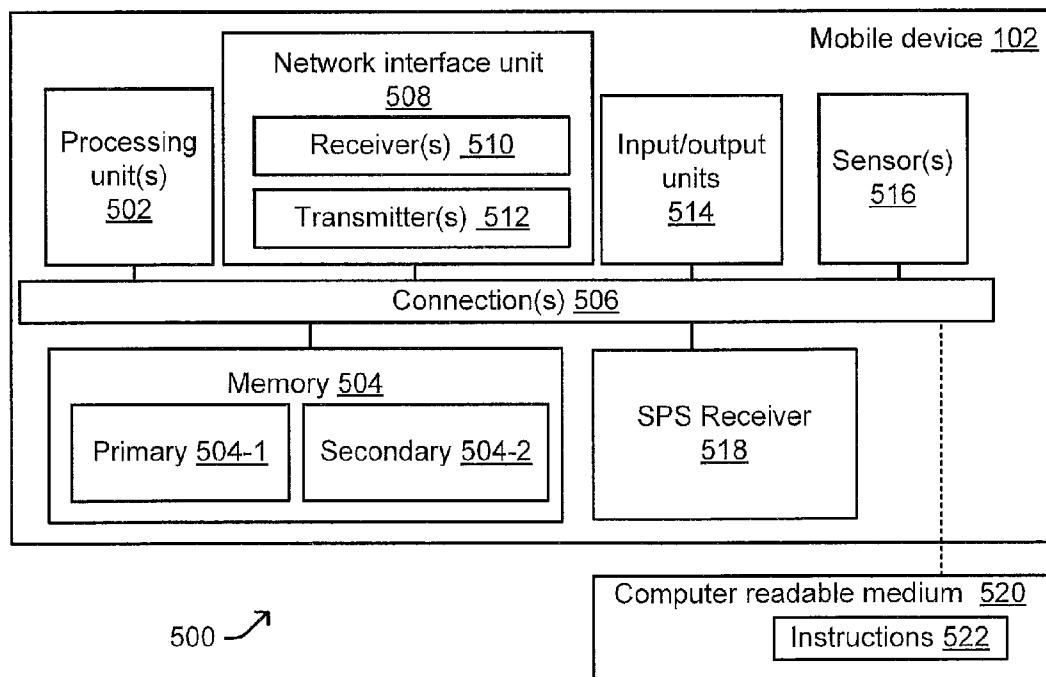 Mobile device 102
Network interface unit
508
Receiver(s) 510
Transmitter(s) 512
Processing
unit(s)
502
Input/output
units
514
Sensor(s)
516
Connection(s) 506
Memory 504
Primary 504-1
Secondary 504-2
SPS Receiver
518
Computer readable medium 520
Instructions 522
500